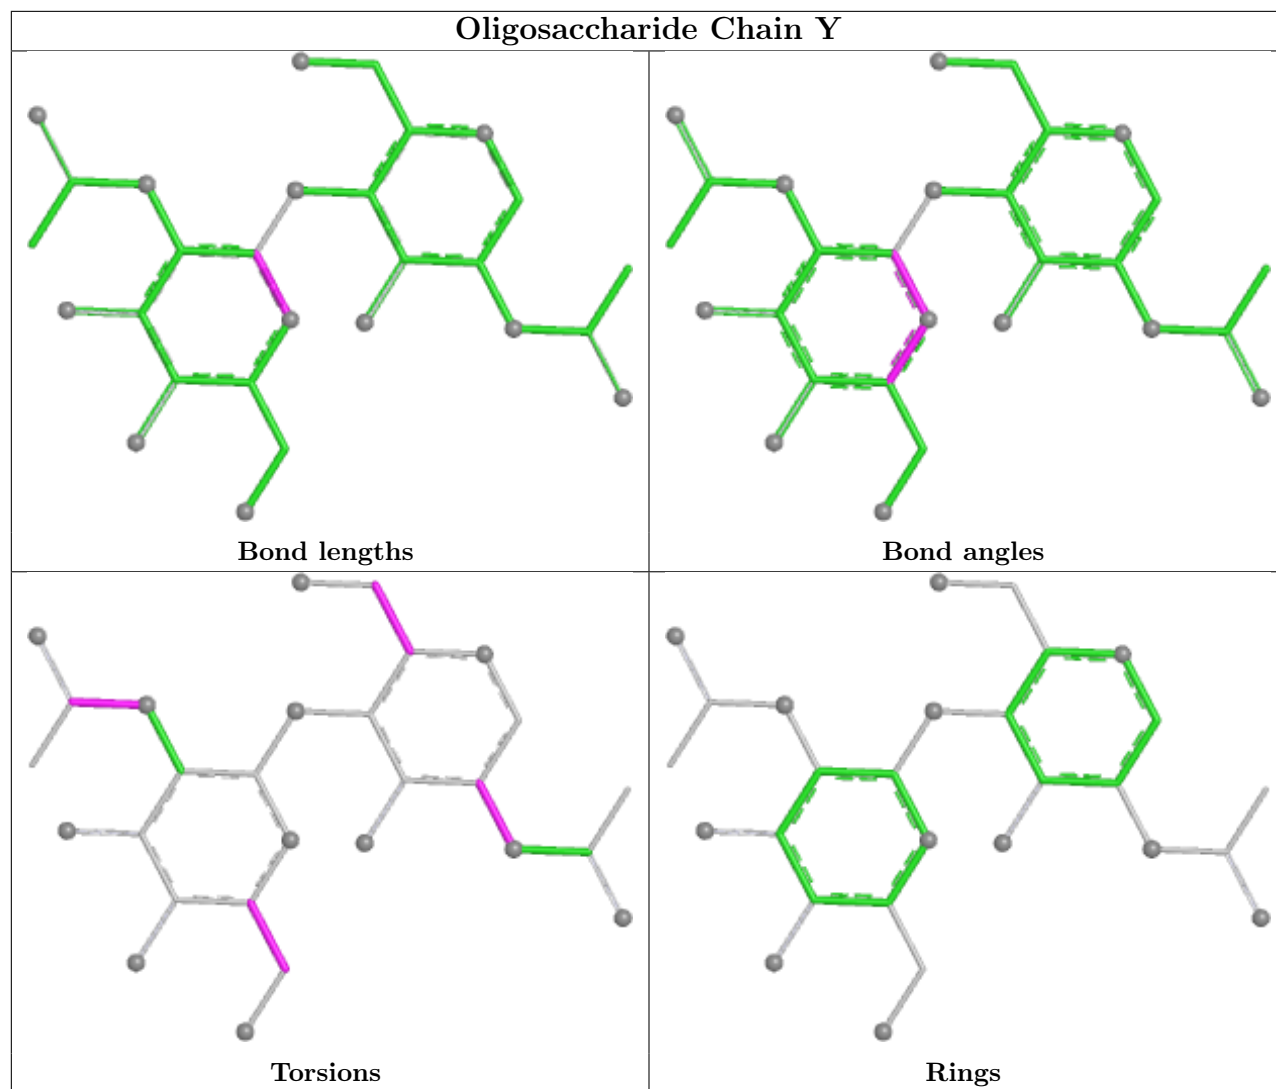 Oligosaccharide Chain Y
Bond lengths
Bond angles
Torsions
Rings